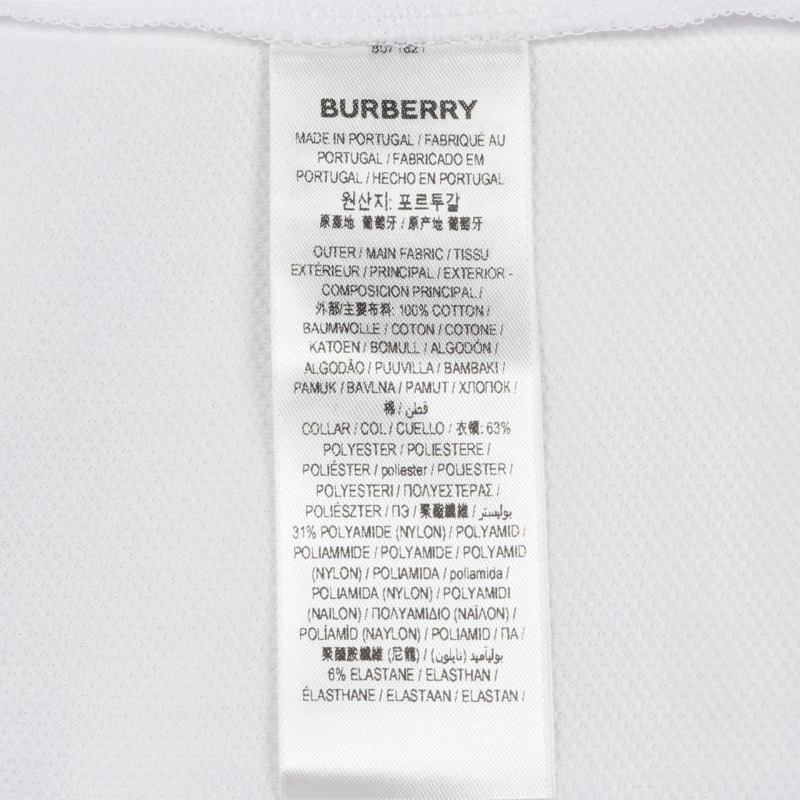 8071621
BURBERRY
MADE IN PORTUGAL / FABRIQUÉ AU
PORTUGAL / FABRICADO EM
PORTUGAL / HECHO EN PORTUGAL
원산지: 포르투갈
原產地 葡萄牙 / 原产地 葡萄牙
OUTER / MAIN FABRIC / TISSU
EXTÉRIEUR / PRINCIPAL / EXTERIOR -
COMPOSICION PRINCIPAL /
外部/主要布料: 100% COTTON /
BAUMWOLLE / COTON / COTONE /
KATOEN / BOMULL / ALGODÓN /
ALGODÃO / PUUVILLA / BAMBAKI /
PAMUK / BAVLNA / PAMUT / ХЛОПОК /
棉 / قطن
COLLAR / COL / CUELLO / 衣領: 63%
POLYESTER / POLIESTERE /
POLIÉSTER / poliester / POLIESTER /
POLYESTERI / ΠΟΛΥΕΣΤΕΡΑΣ /
POLIÉSZTER / ПЭ / 聚酯纖維 / بوليستر
31% POLYAMIDE (NYLON) / POLYAMID /
POLIAMMIDE / POLYAMIDE / POLYAMID
(NYLON) / POLIAMIDA / poliamida /
POLIAMIDA (NYLON) / POLYAMIDI
(NAILON) / ΠΟΛΥΑΜΙΔΙΟ (ΝΑΪΛΟΝ) /
POLİAMİD (NAYLON) / POLIAMID / ПА /
聚醯胺纖維 (尼龍) / بولياميد (نايلون)
6% ELASTANE / ELASTHAN /
ÉLASTHANE / ELASTAAN / ELASTAN /